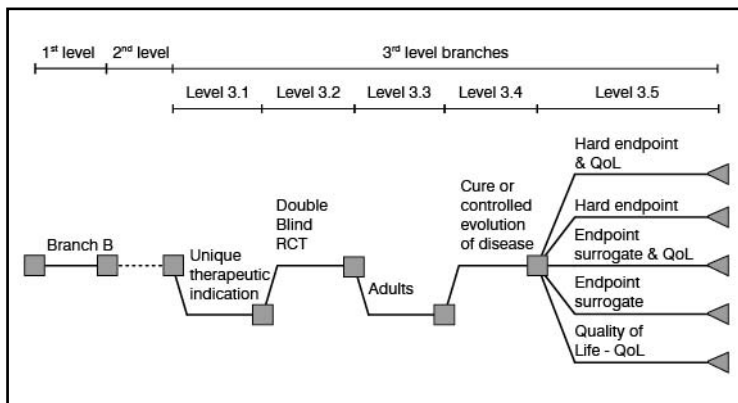 1st level
2nd level
3rd level branches
Level 3.1
Level 3.2
Level 3.3
Level 3.4
Level 3.5
Branch B
Unique
therapeutic
indication
Double
Blind
RCT
Adults
Cure or
controlled
evolution
of disease
Hard endpoint
& QoL
Hard endpoint
Endpoint
surrogate & QoL
Endpoint
surrogate
Quality of
Life - QoL